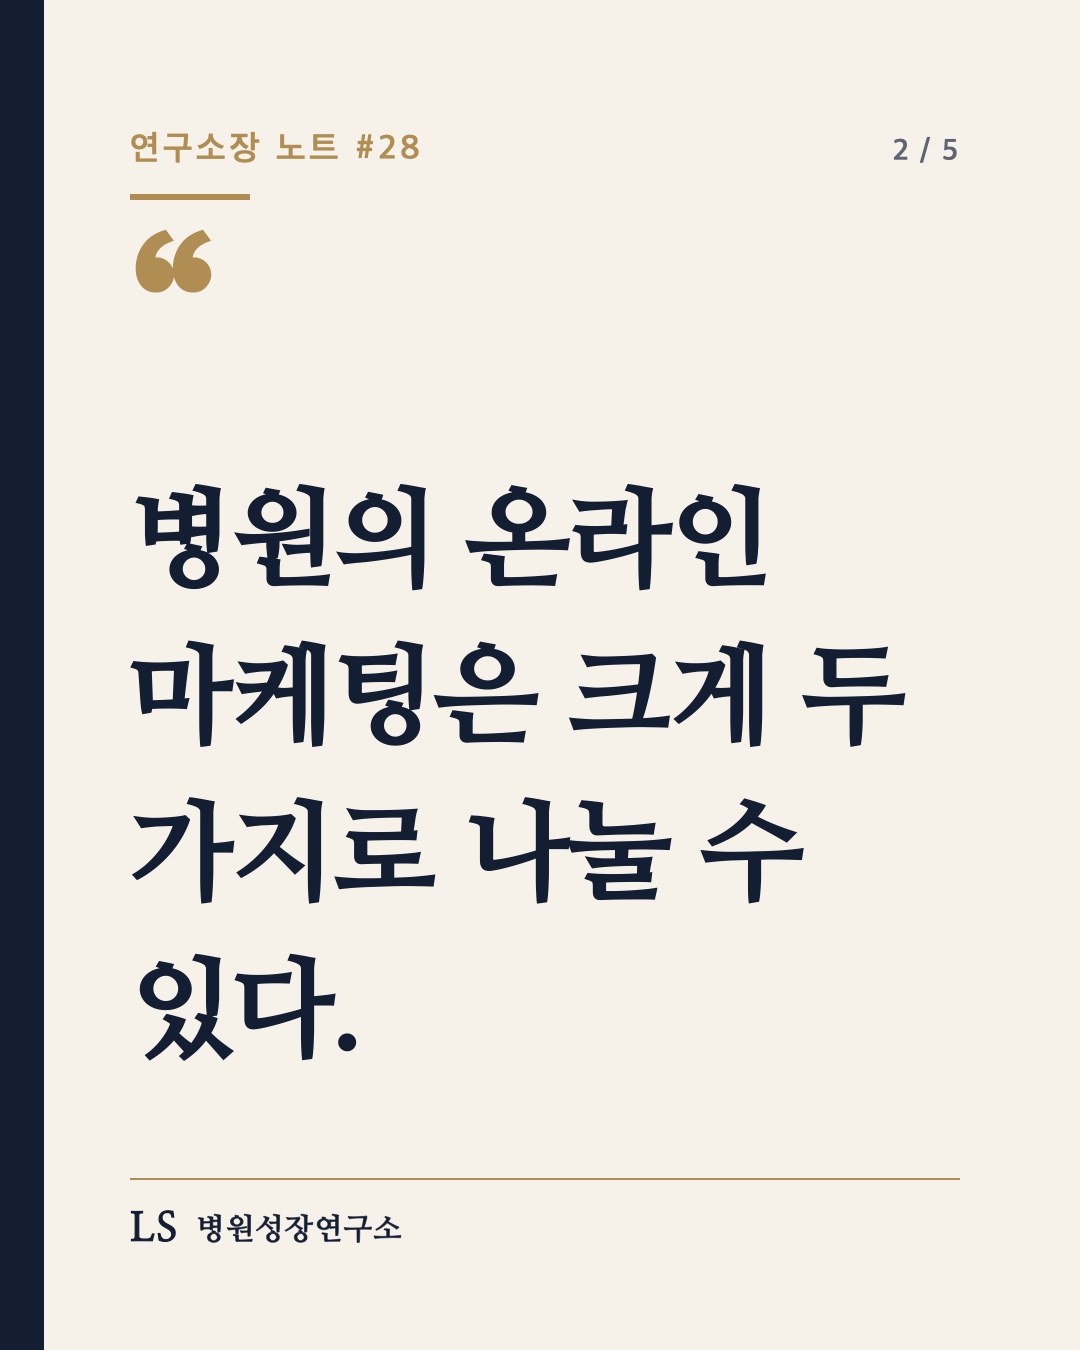 연구소장 노트 #28
2 / 5
“
병원의 온라인
마케팅은 크게 두
가지로 나눌 수
있다.
LS 병원성장연구소